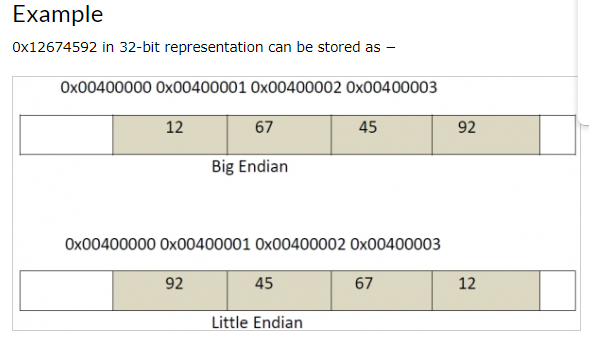 Example
0x12674592 in 32-bit representation can be stored as −
0x00400000 0x00400001 0x00400002 0x00400003
12 67 45 92
Big Endian
0x00400000 0x00400001 0x00400002 0x00400003
92 45 67 12
Little Endian